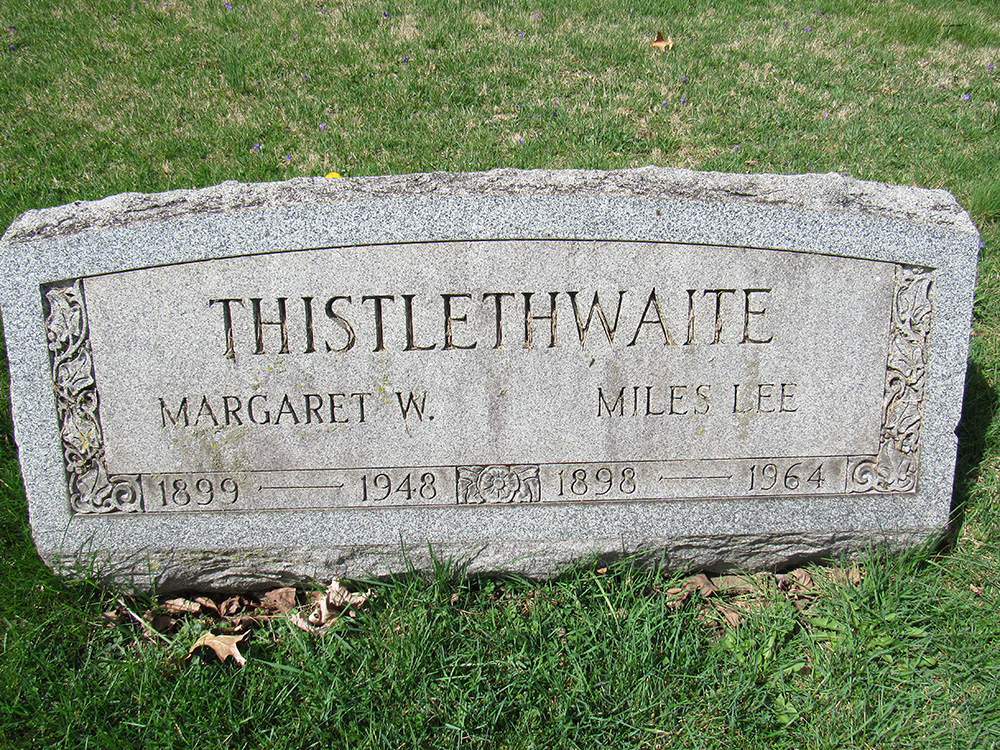 THISTLETHWAITE
MARGARET W. MILES LEE
1899 — 1948 1898 — 1964